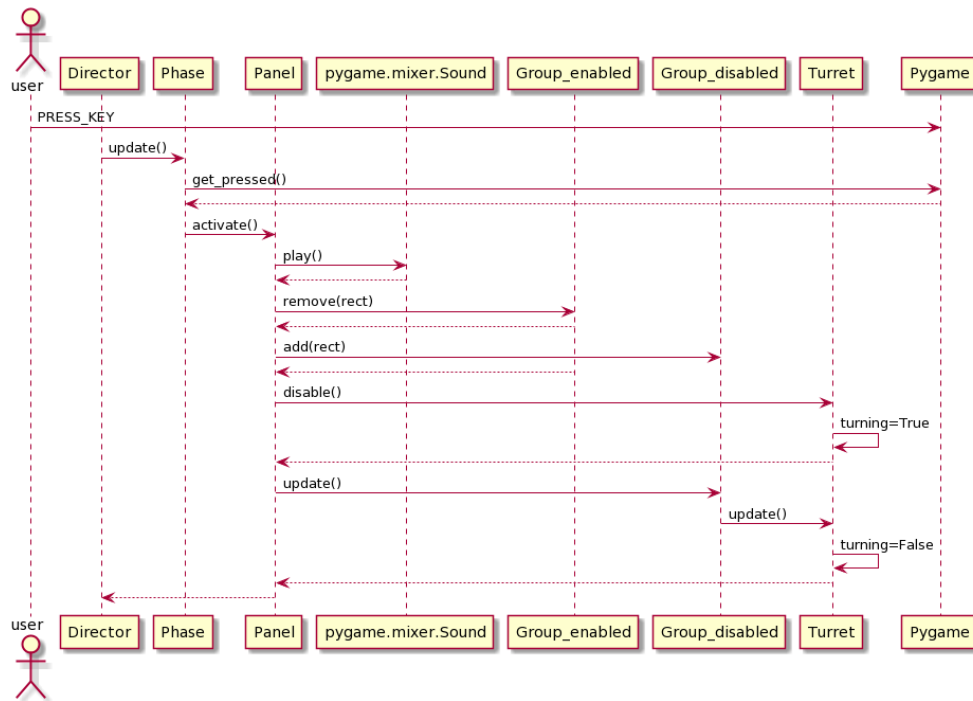 user
Director
Phase
Panel
pygame.mixer.Sound
Group_enabled
Group_disabled
Turret
Pygame
PRESS_KEY
update()
get_pressed()
activate()
play()
remove(rect)
add(rect)
disable()
turning=True
update()
update()
turning=False
user
Director
Phase
Panel
pygame.mixer.Sound
Group_enabled
Group_disabled
Turret
Pygame